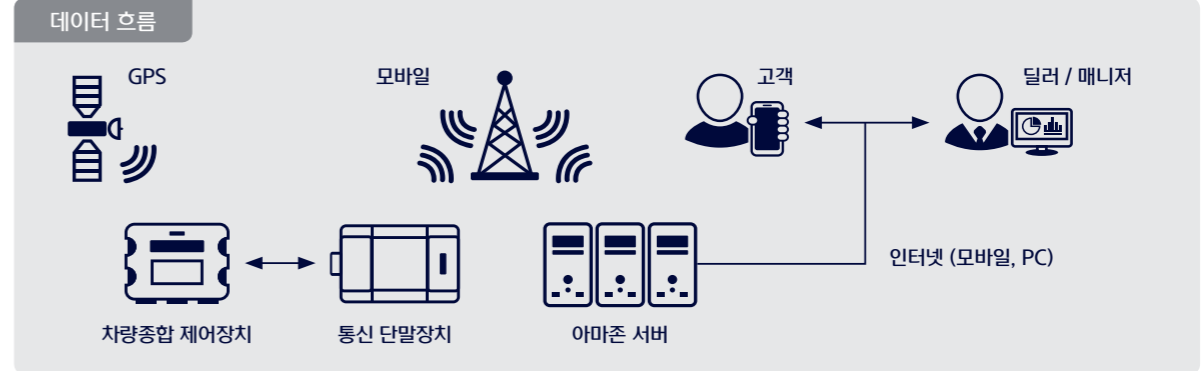 데이터 흐름
GPS
모바일
고객
딜러 / 매니저
인터넷 (모바일, PC)
차량종합 제어장치
통신 단말장치
아마존 서버